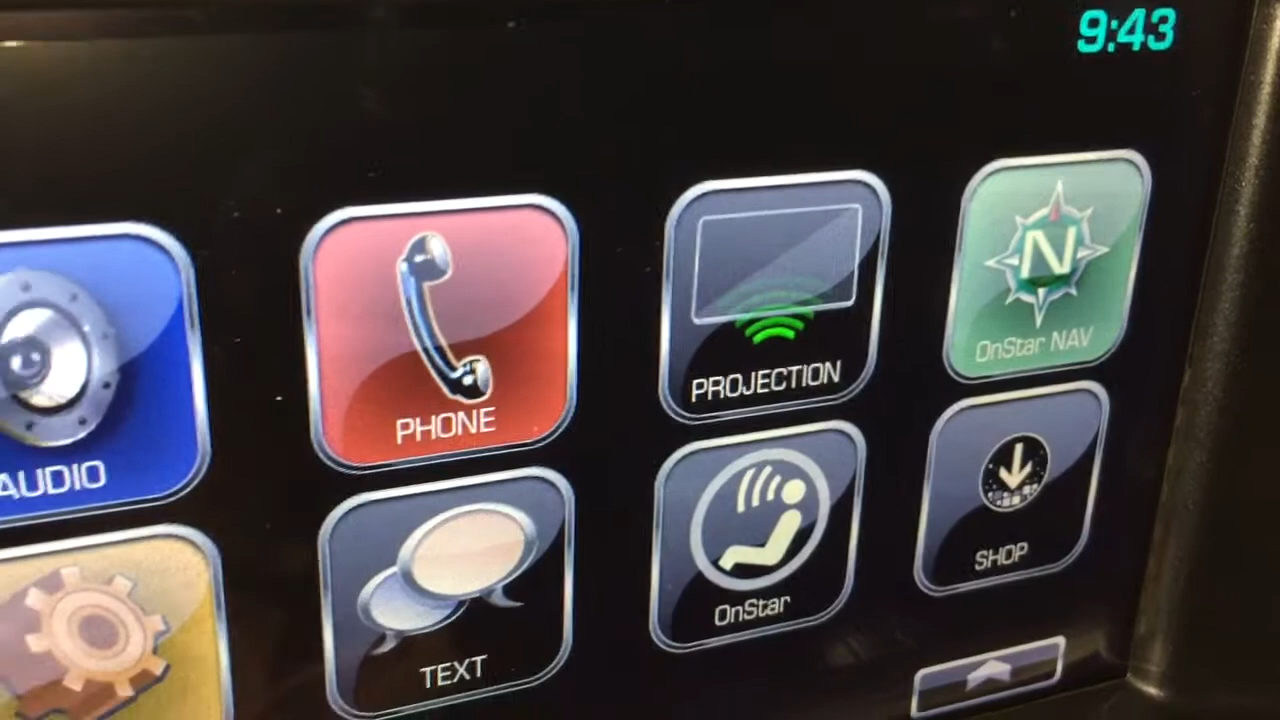 9:43
AUDIO
PHONE
PROJECTION
N
OnStar NAV
TEXT
OnStar
SHOP